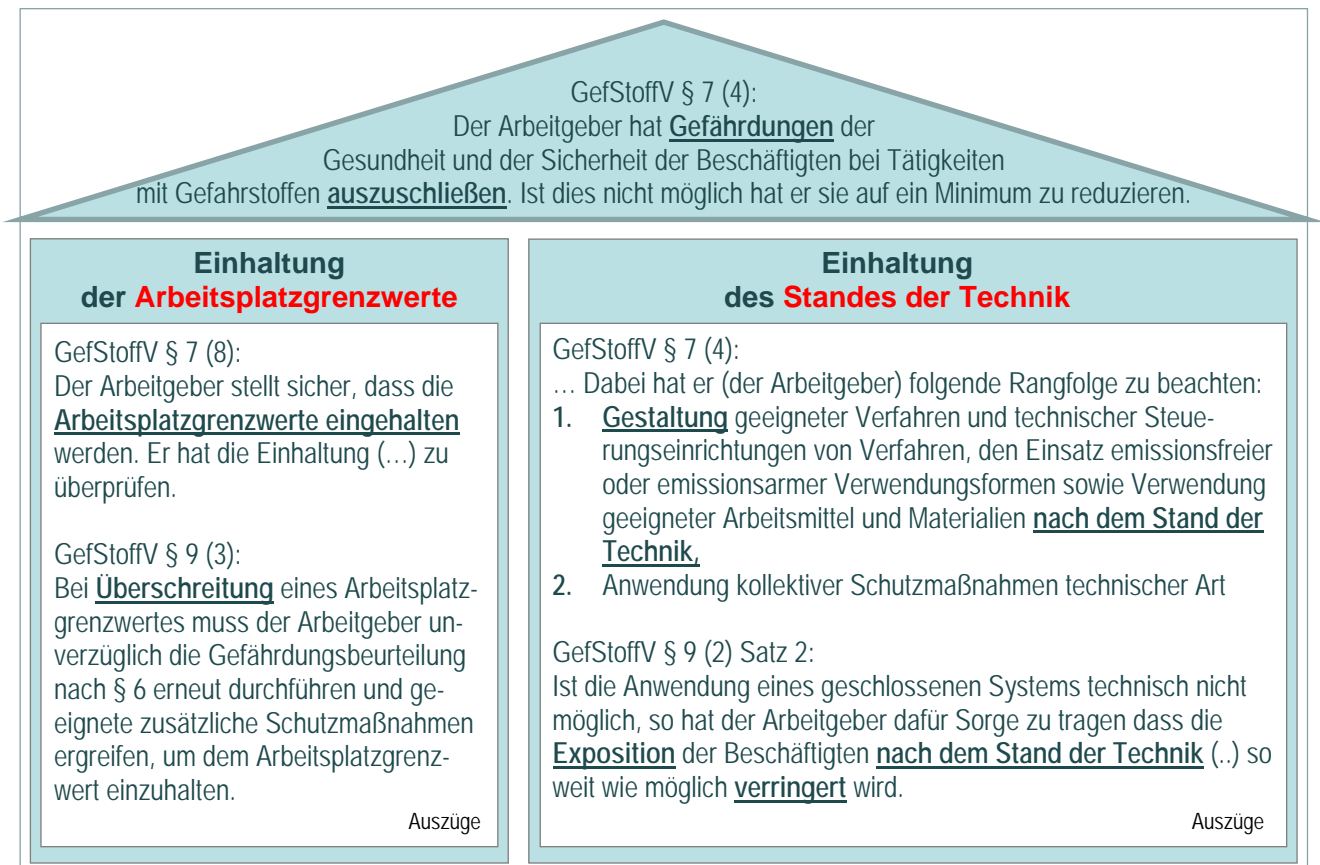 GefStoffV § 7 (4):
Der Arbeitgeber hat Gefährdungen der
Gesundheit und der Sicherheit der Beschäftigten bei Tätigkeiten
mit Gefahrstoffen auszuschließen. Ist dies nicht möglich hat er sie auf ein Minimum zu reduzieren.
Einhaltung
der Arbeitsplatzgrenzwerte
GefStoffV § 7 (8):
Der Arbeitgeber stellt sicher, dass die
Arbeitsplatzgrenzwerte eingehalten
werden. Er hat die Einhaltung (…) zu
überprüfen.
GefStoffV § 9 (3):
Bei Überschreitung eines Arbeitsplatz-
grenzwertes muss der Arbeitgeber un-
verzüglich die Gefährdungsbeurteilung
nach § 6 erneut durchführen und ge-
eignete zusätzliche Schutzmaßnahmen
ergreifen, um dem Arbeitsplatzgrenz-
wert einzuhalten.
Auszüge
Einhaltung
des Standes der Technik
GefStoffV § 7 (4):
… Dabei hat er (der Arbeitgeber) folgende Rangfolge zu beachten:
1. Gestaltung geeigneter Verfahren und technischer Steue-
rungseinrichtungen von Verfahren, den Einsatz emissionsfreier
oder emissionsarmer Verwendungsformen sowie Verwendung
geeigneter Arbeitsmittel und Materialien nach dem Stand der
Technik,
2. Anwendung kollektiver Schutzmaßnahmen technischer Art
GefStoffV § 9 (2) Satz 2:
Ist die Anwendung eines geschlossenen Systems technisch nicht
möglich, so hat der Arbeitgeber dafür Sorge zu tragen dass die
Exposition der Beschäftigten nach dem Stand der Technik (..) so
weit wie möglich verringert wird.
Auszüge